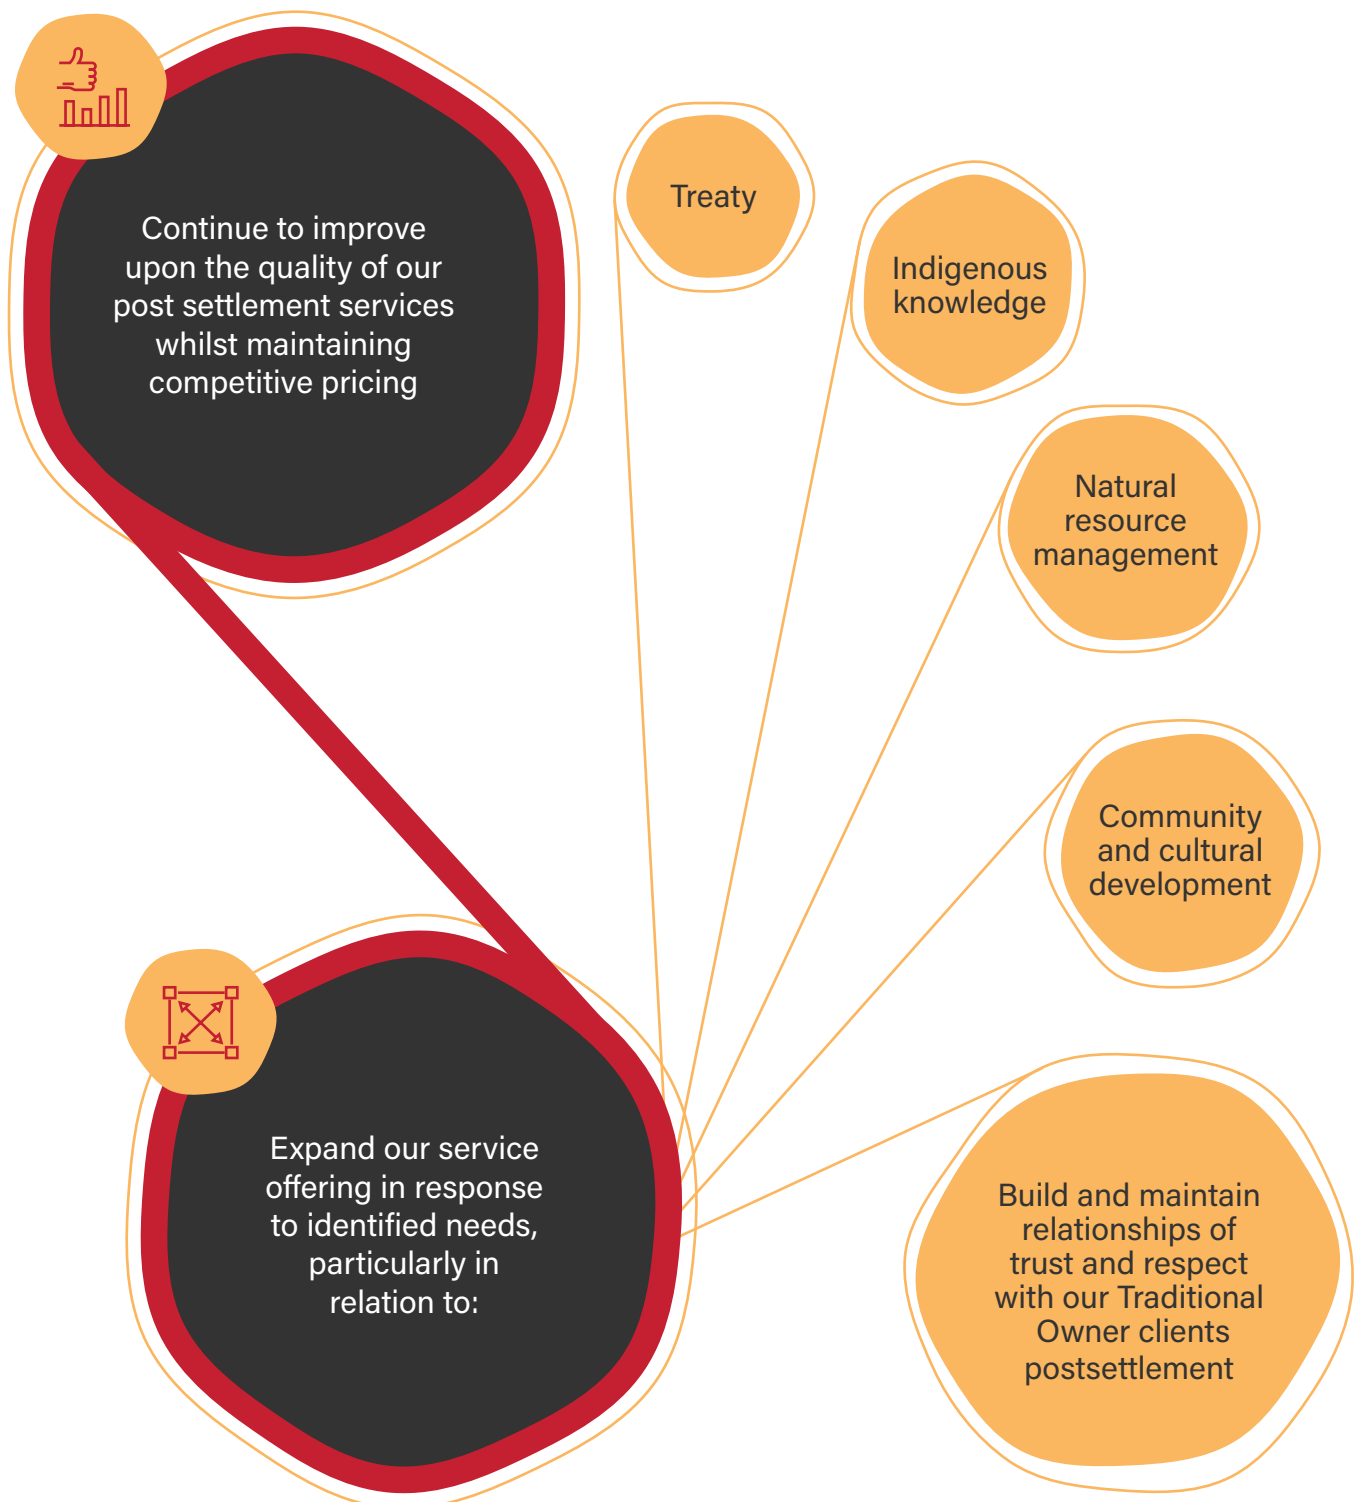 Continue to improve
upon the quality of our
post settlement services
whilst maintaining
competitive pricing
Treaty
Indigenous
knowledge
Natural
resource
management
Community
and cultural
development
Expand our service
offering in response
to identified needs,
particularly in
relation to:
Build and maintain
relationships of
trust and respect
with our Traditional
Owner clients
postsettlement